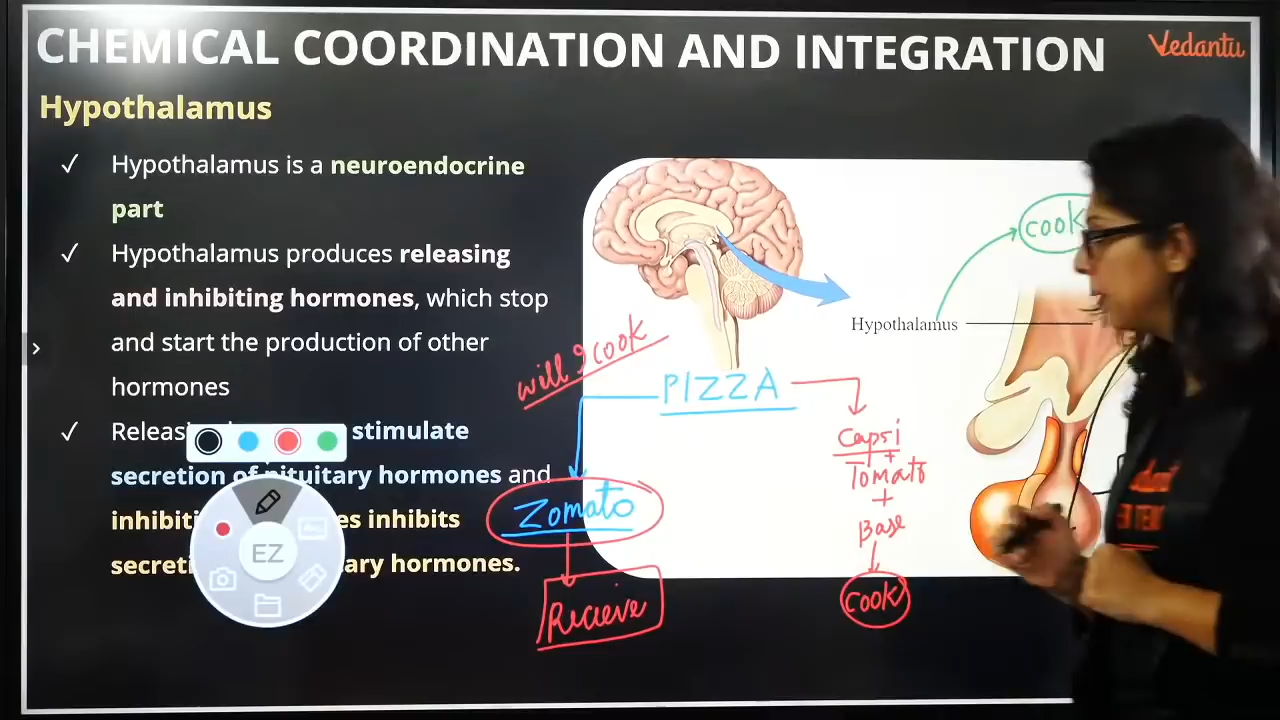 CHEMICAL COORDINATION AND INTEGRATION
Vedantu
Hypothalamus
✓ Hypothalamus is a neuroendocrine
part
✓ Hypothalamus produces releasing
and inhibiting hormones, which stop
and start the production of other
hormones
✓ Releasi stimulate
secretion of pituitary hormones and
inhibiti es inhibits
secreti ary hormones.
EZ
cook
Hypothalamus
will I cook
PIZZA
Zomato
Recieve
Capsi
+
Tomato
+
Base
Cook